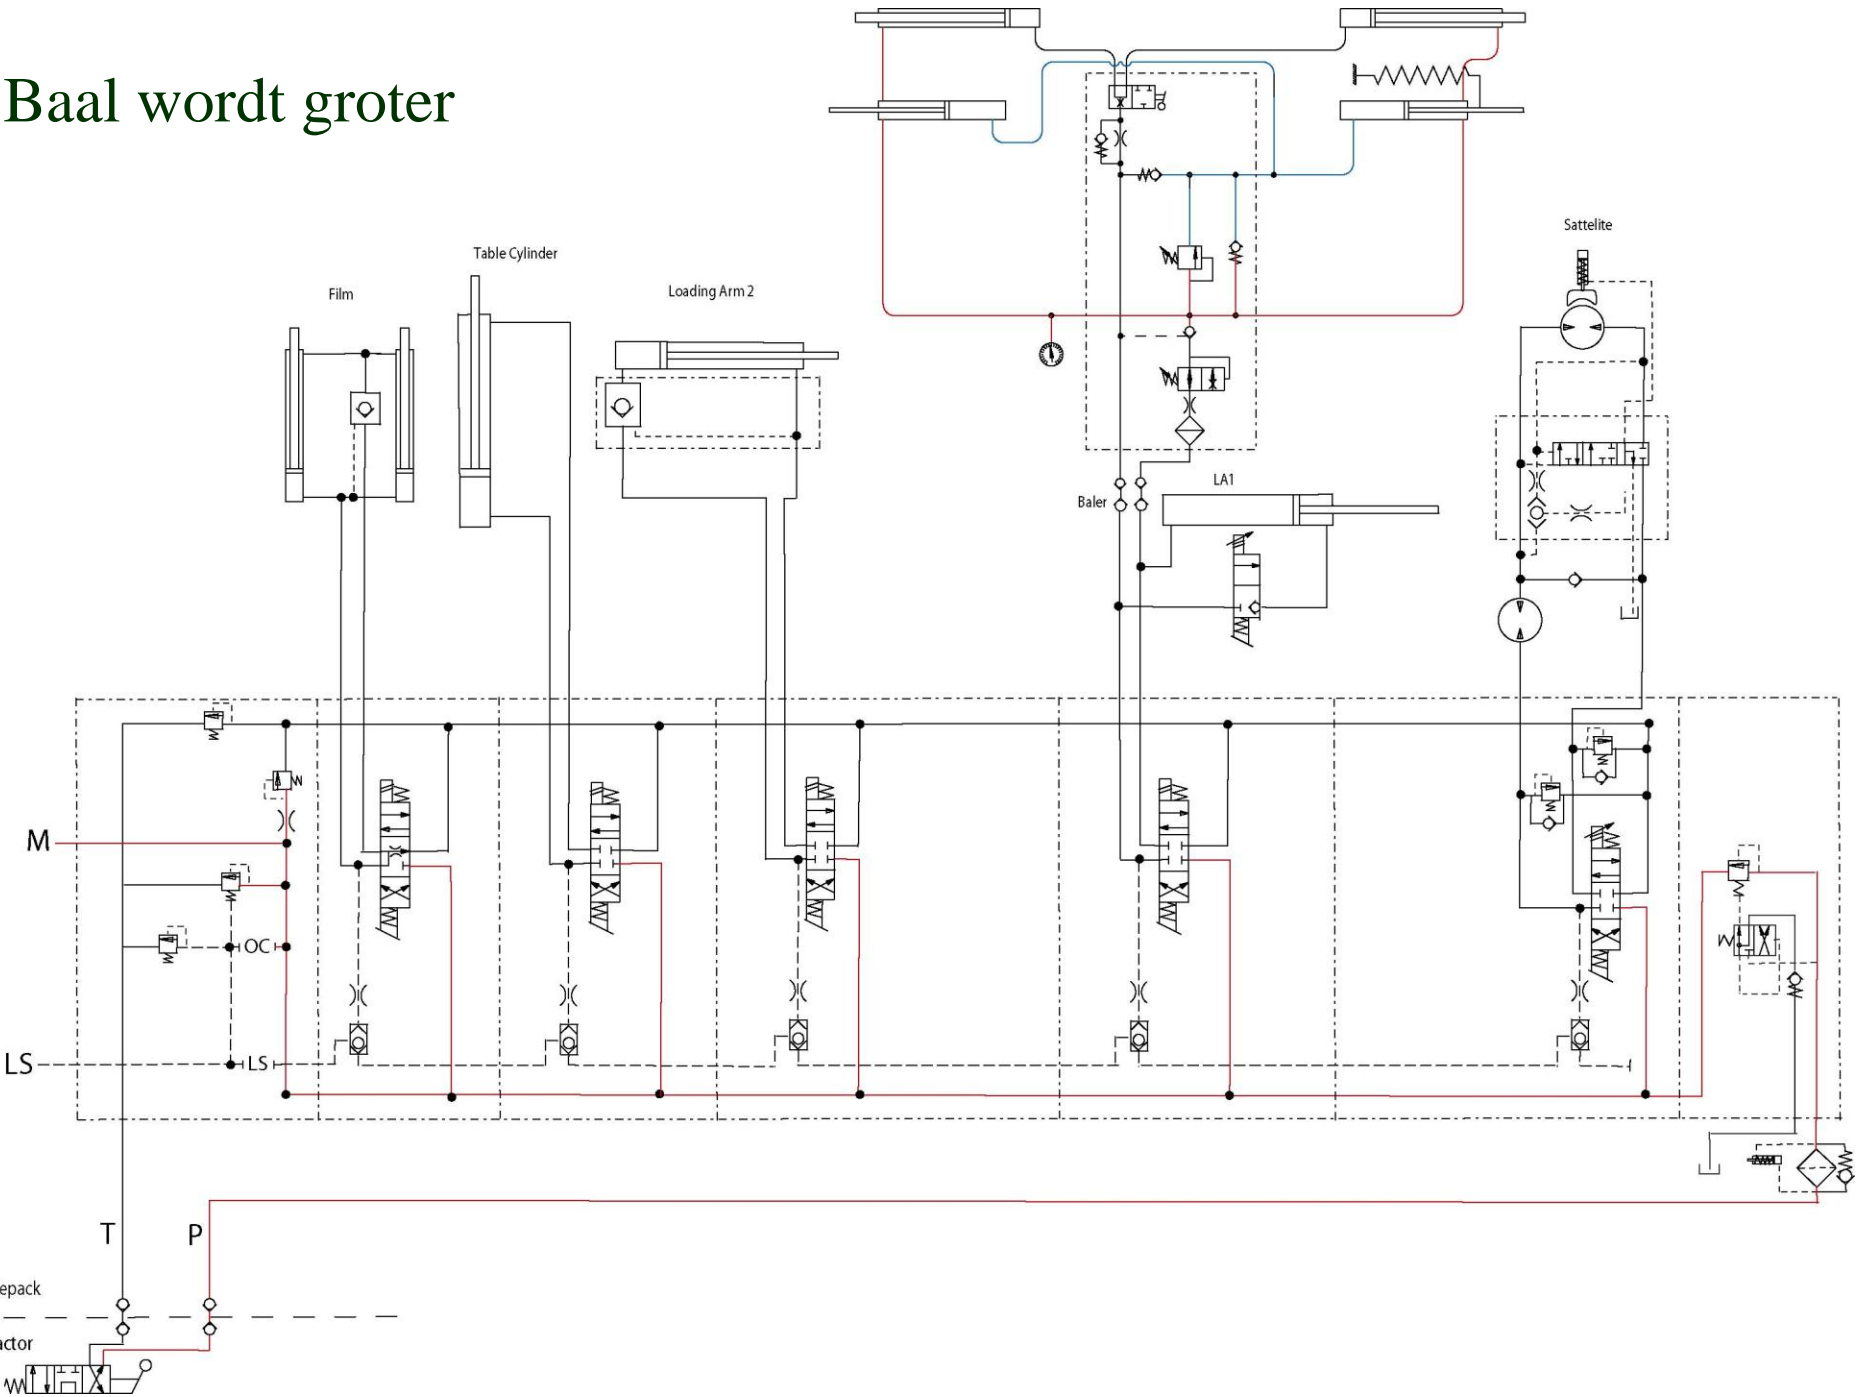 Baal wordt groter
Sattelite
Table Cylinder
Film
Loading Arm 2
LA1
Baler
M
OC
LS
LS
T
P
epack
actor